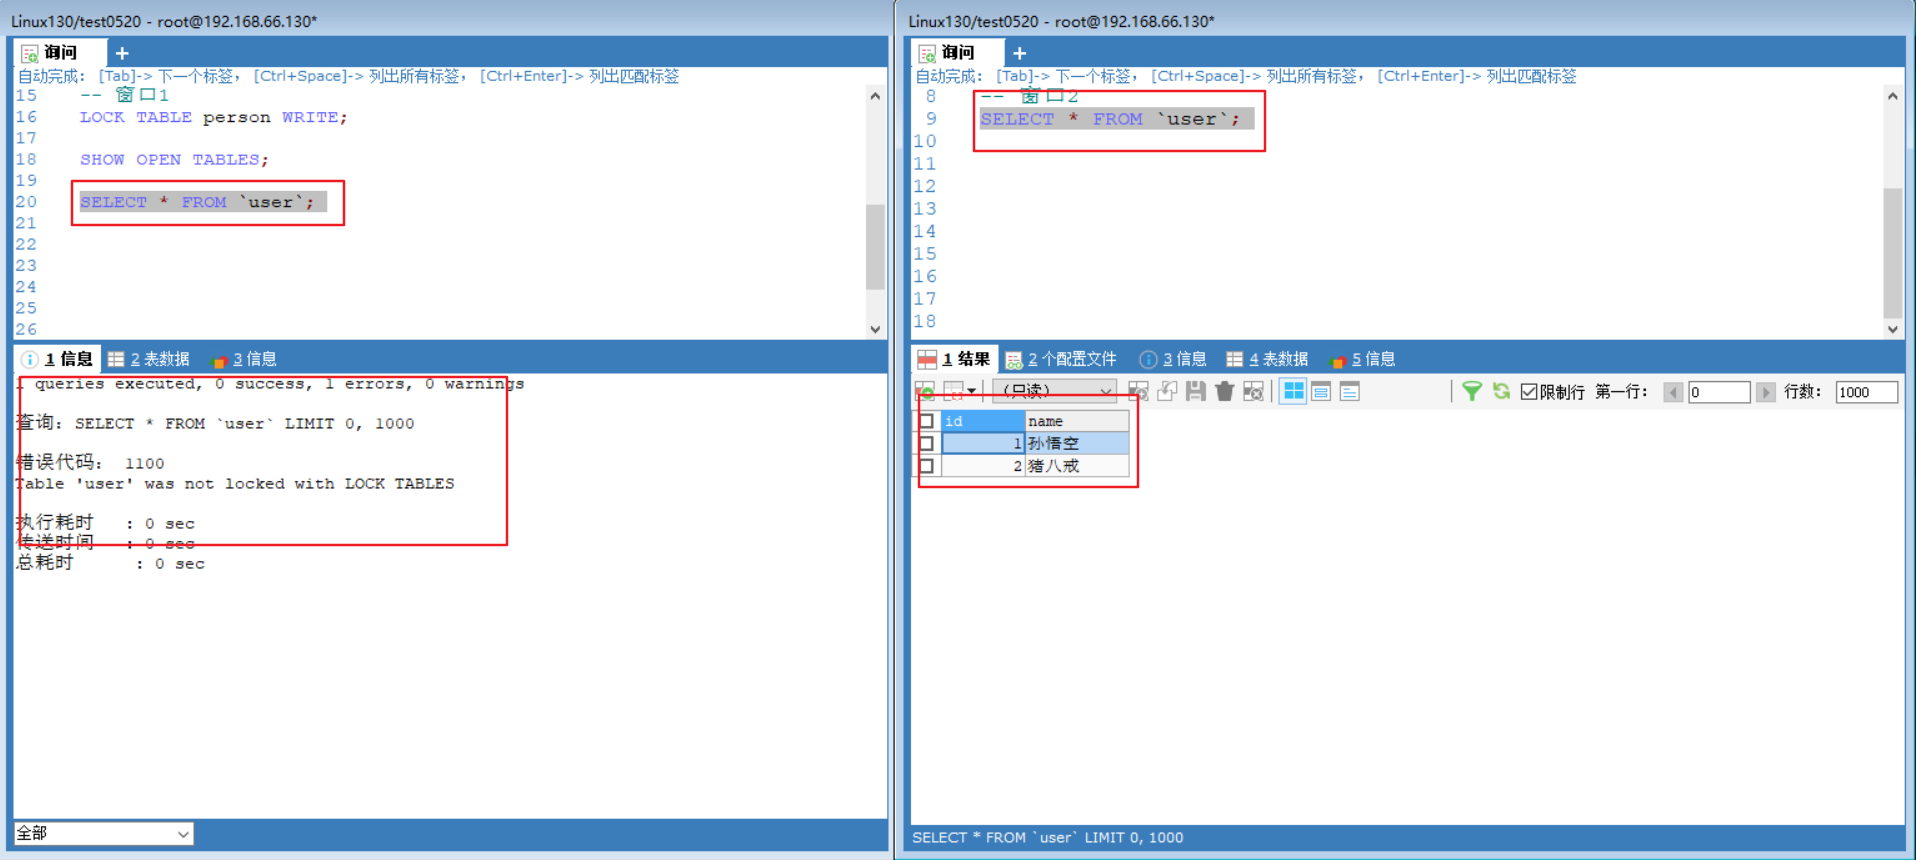 Linux130/test0520 - root@192.168.66.130*
询问 +
自动完成： [Tab]-> 下一个标签， [Ctrl+Space]-> 列出所有标签， [Ctrl+Enter]-> 列出匹配标签
15 -- 窗口1
16 LOCK TABLE person WRITE;
17
18 SHOW OPEN TABLES;
19
20 SELECT * FROM `user`;
21
22
23
24
25
26
1 信息 2 表数据 3 信息
1 queries executed, 0 success, 1 errors, 0 warnings
查询：SELECT * FROM `user` LIMIT 0, 1000
错误代码： 1100
Table 'user' was not locked with LOCK TABLES
执行耗时 : 0 sec
传送时间 : 0 sec
总耗时 : 0 sec
全部
Linux130/test0520 - root@192.168.66.130*
询问 +
自动完成： [Tab]-> 下一个标签， [Ctrl+Space]-> 列出所有标签， [Ctrl+Enter]-> 列出匹配标签
8 -- 窗口2
9 SELECT * FROM `user`;
10
11
12
13
14
15
16
17
18
1 结果 2 个配置文件 3 信息 4 表数据 5 信息
（只读） 限制行 第一行： 0 行数： 1000
id name
1 孙悟空
2 猪八戒
SELECT * FROM `user` LIMIT 0, 1000